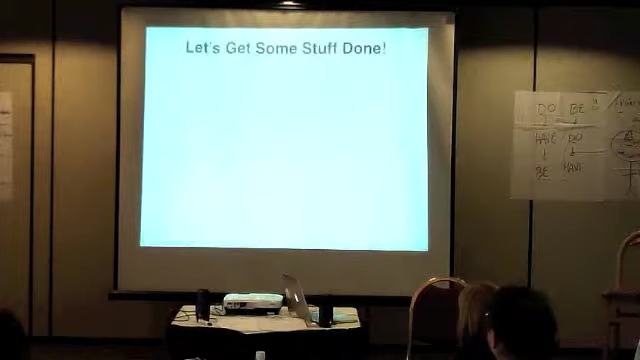 Let's Get Some Stuff Done!
DO BE
HAVE DO
BE HAVE